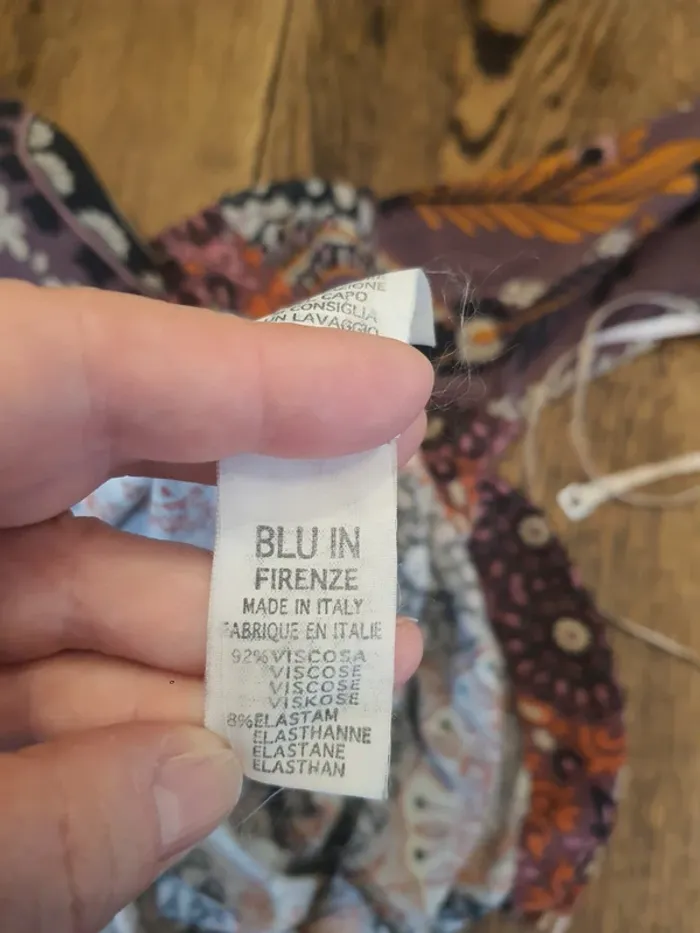 CAPO
CONSIGLIA
UN LAVAGGIO
BLU IN
FIRENZE
MADE IN ITALY
FABRIQUE EN ITALIE
92% VISCOSA
VISCOSE
VISCOSE
VISKOSE
8% ELASTAM
ELASTHANNE
ELASTANE
ELASTHAN